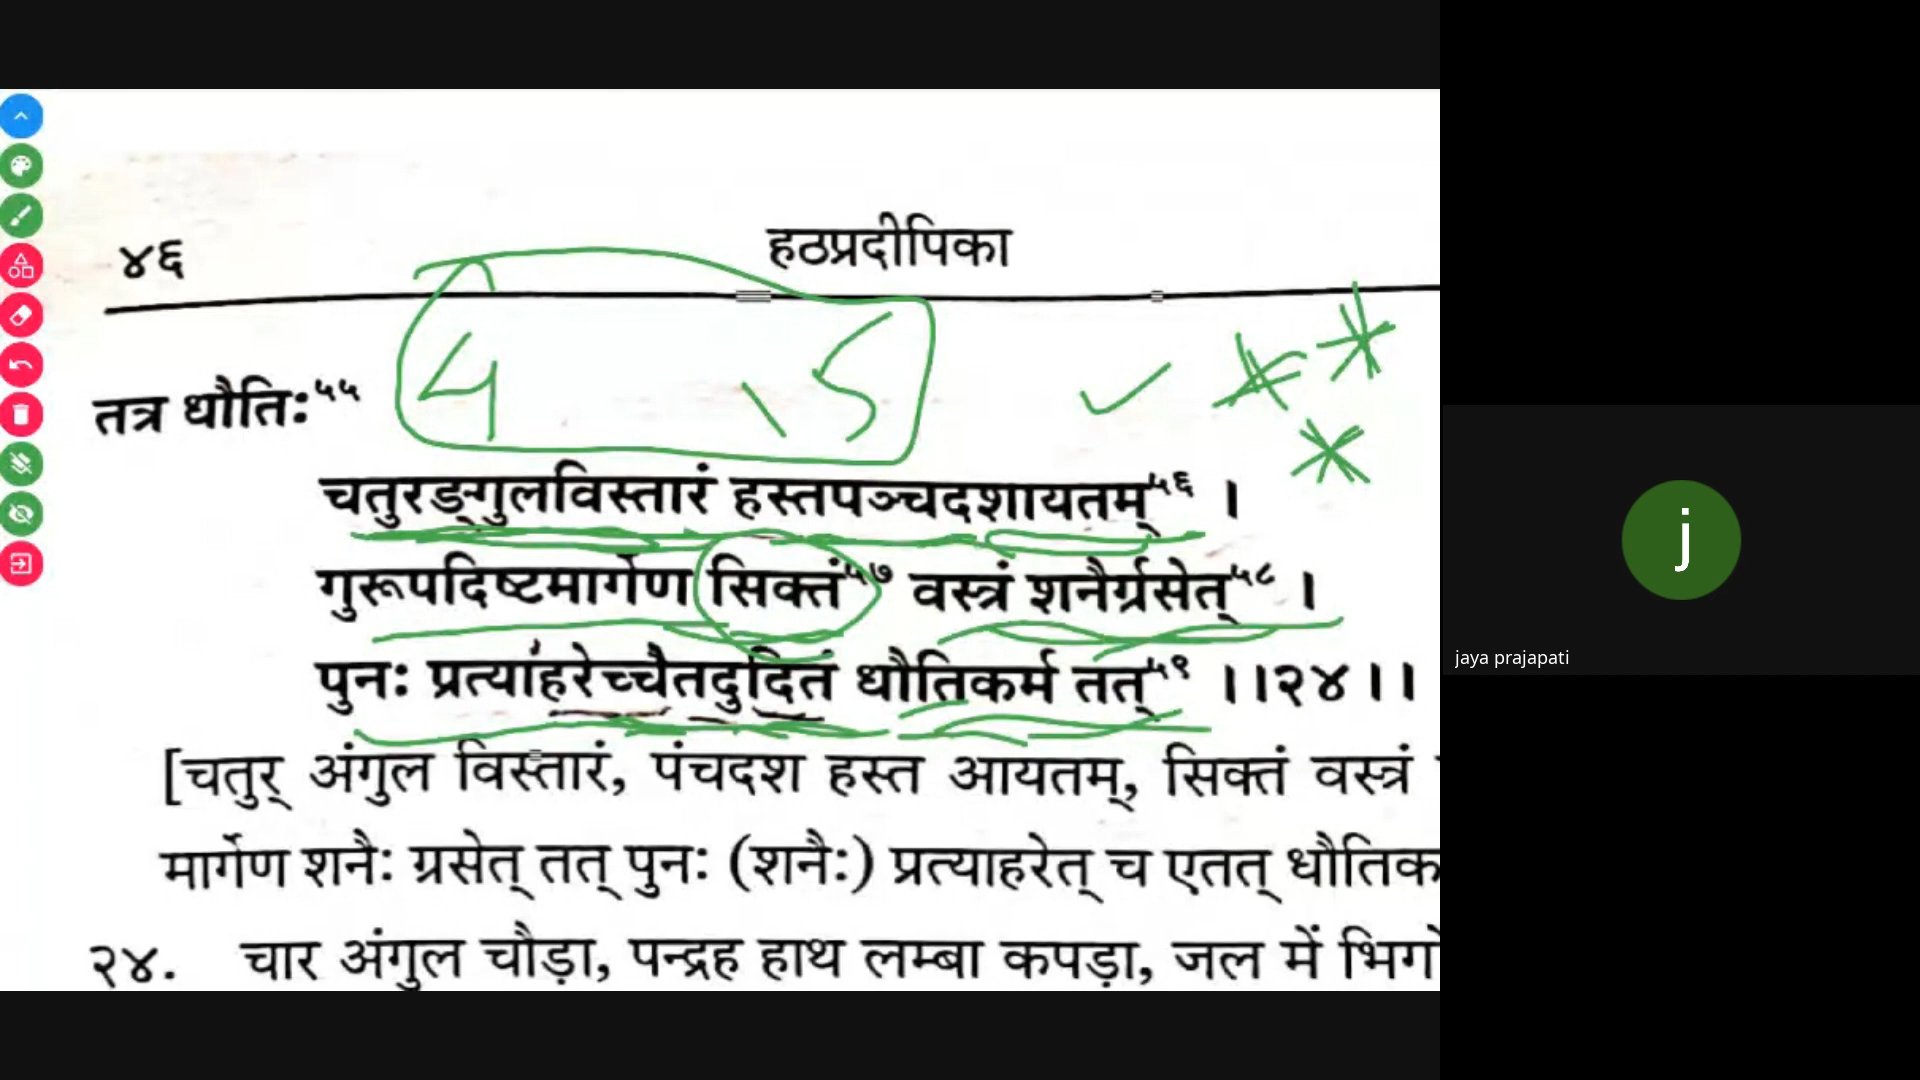 ४६ हठप्रदीपिका
4 15
तत्र धौतिः५५
चतुरङ्गुलविस्तारं हस्तपञ्चदशायतम्५६ ।
गुरूपदिष्टमार्गेण सिक्तं५७ वस्त्रं शनैर्ग्रसेत्५८ ।
पुनः प्रत्याहरेच्चैतदुदितं धौतिकर्म तत्५९ ।।२४।।
[चतुर् अंगुल विस्तारं, पंचदश हस्त आयतम्, सिक्तं वस्त्रं
मार्गेण शनैः ग्रसेत् तत् पुनः (शनैः) प्रत्याहरेत् च एतत् धौतिक
२४. चार अंगुल चौड़ा, पन्द्रह हाथ लम्बा कपड़ा, जल में भिगो
j
jaya prajapati